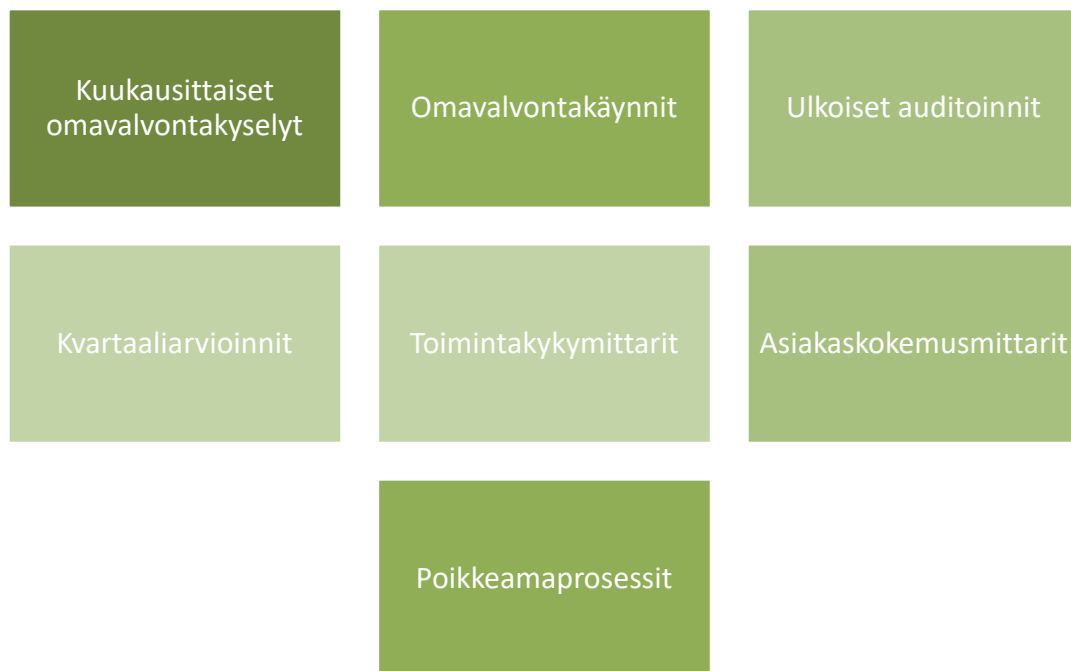 Kuukausittaiset
omavalvontakyselyt
Omavalvontakäynnit
Ulkoiset auditoinnit
Kvartaaliarvioinnit
Toimintakykymittarit
Asiakaskokemusmittarit
Poikkeamaprosessit